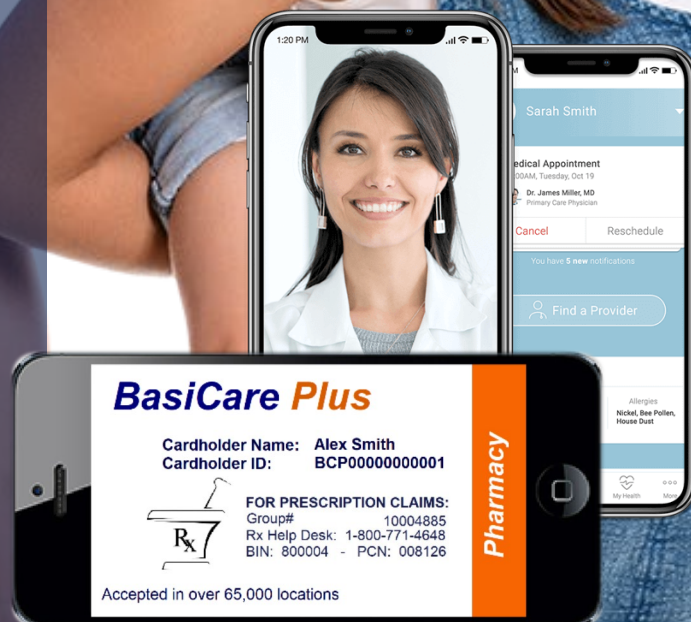 1:20 PM
Sarah Smith
edical Appointment
00AM, Tuesday, Oct 19
Dr. James Miller, MD
Primary Care Physician
Cancel
Reschedule
You have 5 new notifications
Find a Provider
Allergies
Nickel, Bee Pollen,
House Dust
My Health
More
BasiCare Plus
Cardholder Name: Alex Smith
Cardholder ID: BCP00000000001
Rx
FOR PRESCRIPTION CLAIMS:
Group# 10004885
Rx Help Desk: 1-800-771-4648
BIN: 800004 - PCN: 008126
Accepted in over 65,000 locations
Pharmacy